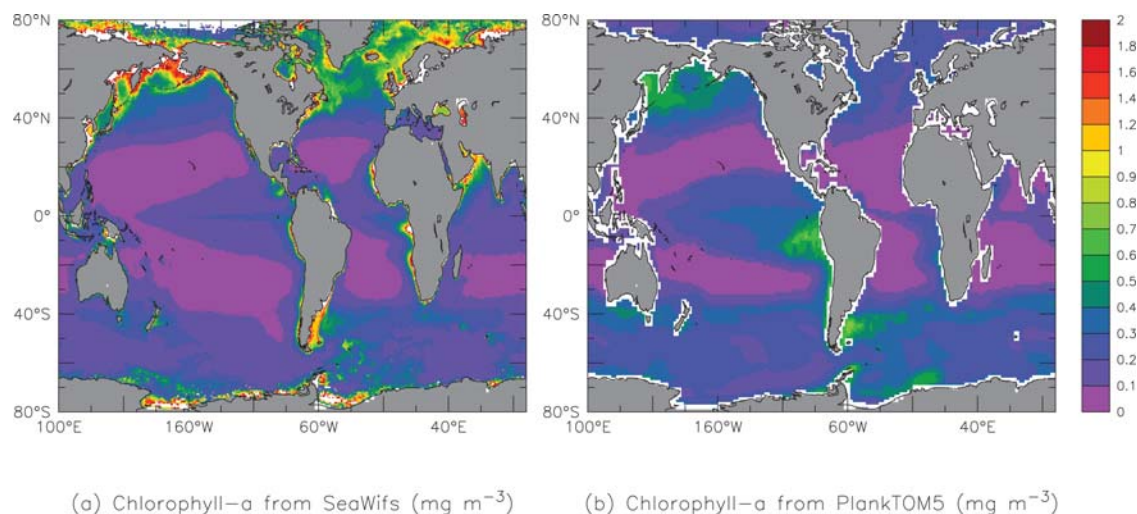 80°N
40°N
0°
40°S
80°S
100°E 160°W 60°W 40°E
80°N
40°N
0°
40°S
80°S
100°E 160°W 60°W 40°E
2
1.8
1.6
1.4
1.2
1
0.9
0.8
0.7
0.6
0.5
0.4
0.3
0.2
0.1
0
(a) Chlorophyll-a from SeaWifs (mg m⁻³)
(b) Chlorophyll-a from PlankTOM5 (mg m⁻³)